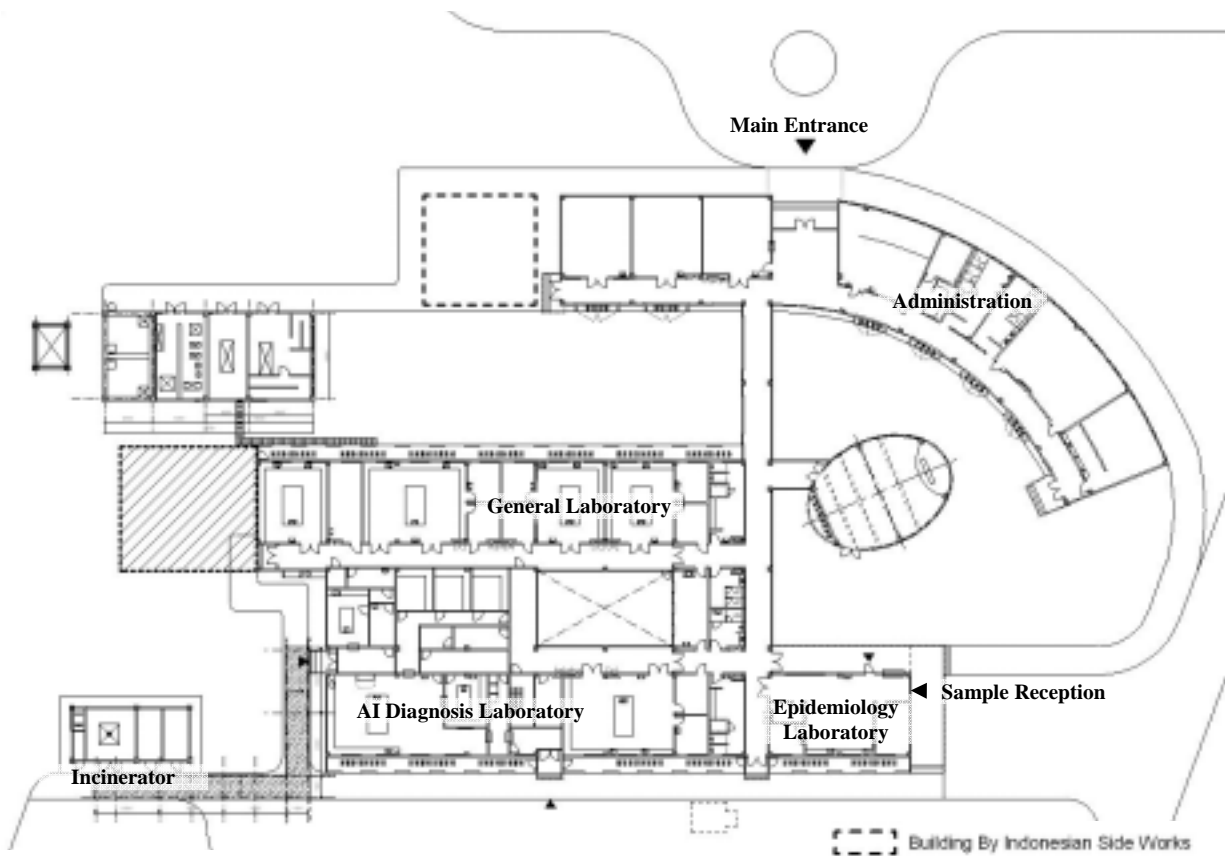 Main Entrance
Administration
General Laboratory
AI Diagnosis Laboratory
Epidemiology
Laboratory
Sample Reception
Incinerator
Building By Indonesian Side Works